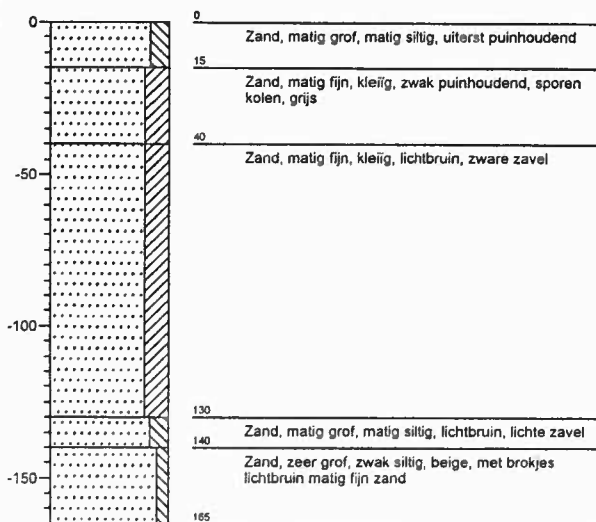 0
0
Zand, matig grof, matig siltig, uiterst puinhoudend
15
Zand, matig fijn, kleiïg, zwak puinhoudend, sporen
kolen, grijs
40
Zand, matig fijn, kleiïg, lichtbruin, zware zavel
-50
-100
130
Zand, matig grof, matig siltig, lichtbruin, lichte zavel
140
Zand, zeer grof, zwak siltig, beige, met brokjes
lichtbruin matig fijn zand
-150
165